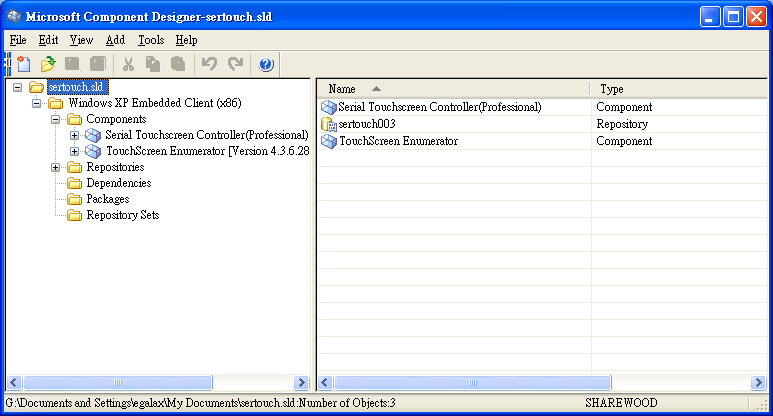 Microsoft Component Designer-sertouch.sld
File Edit View Add Tools Help
sertouch.sld
Windows XP Embedded Client (x86)
Components
Serial Touchscreen Controller(Professional)
TouchScreen Enumerator [Version 4.3.6.28
Repositories
Dependencies
Packages
Repository Sets
Name Type
Serial Touchscreen Controller(Professional) Component
sertouch003 Repository
TouchScreen Enumerator Component
G:\Documents and Settings\egalax\My Documents\sertouch.sld:Number of Objects:3 SHAREWOOD